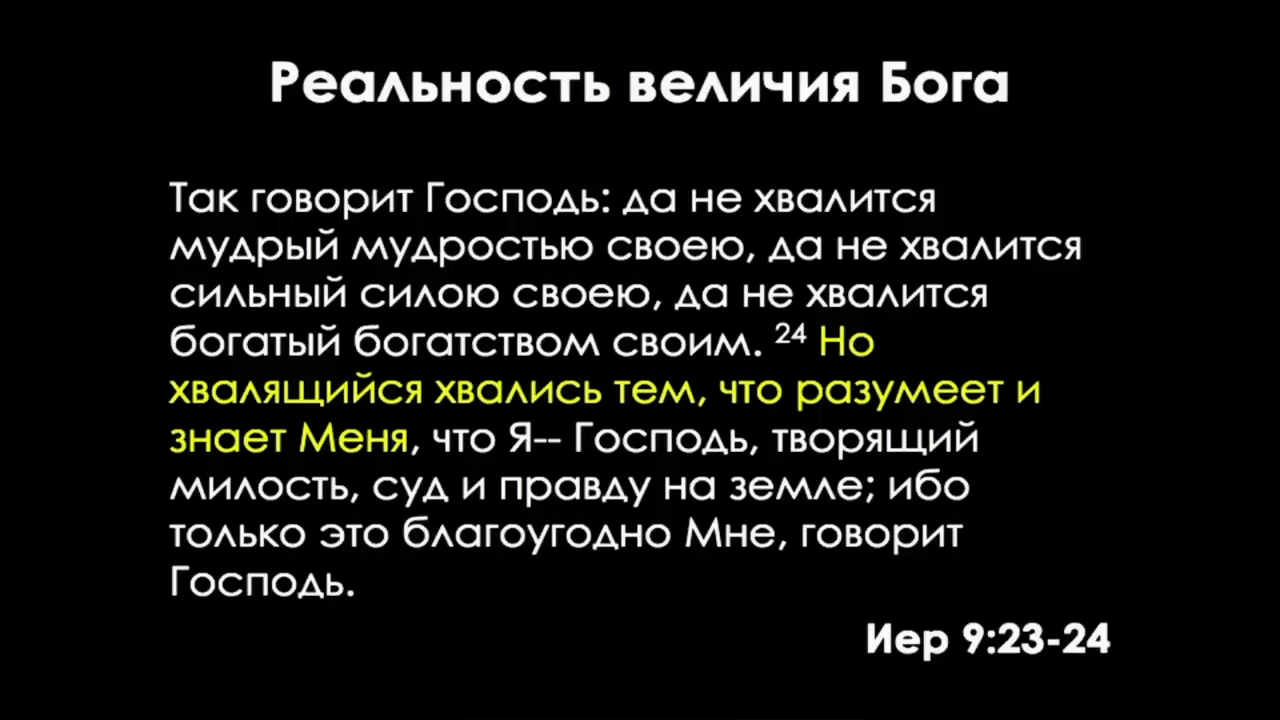 Реальность величия Бога
Так говорит Господь: да не хвалится
мудрый мудростью своею, да не хвалится
сильный силою своею, да не хвалится
богатый богатством своим. ²⁴ Но
хвалящийся хвались тем, что разумеет и
знает Меня, что Я-- Господь, творящий
милость, суд и правду на земле; ибо
только это благоугодно Мне, говорит
Господь.
Иер 9:23-24